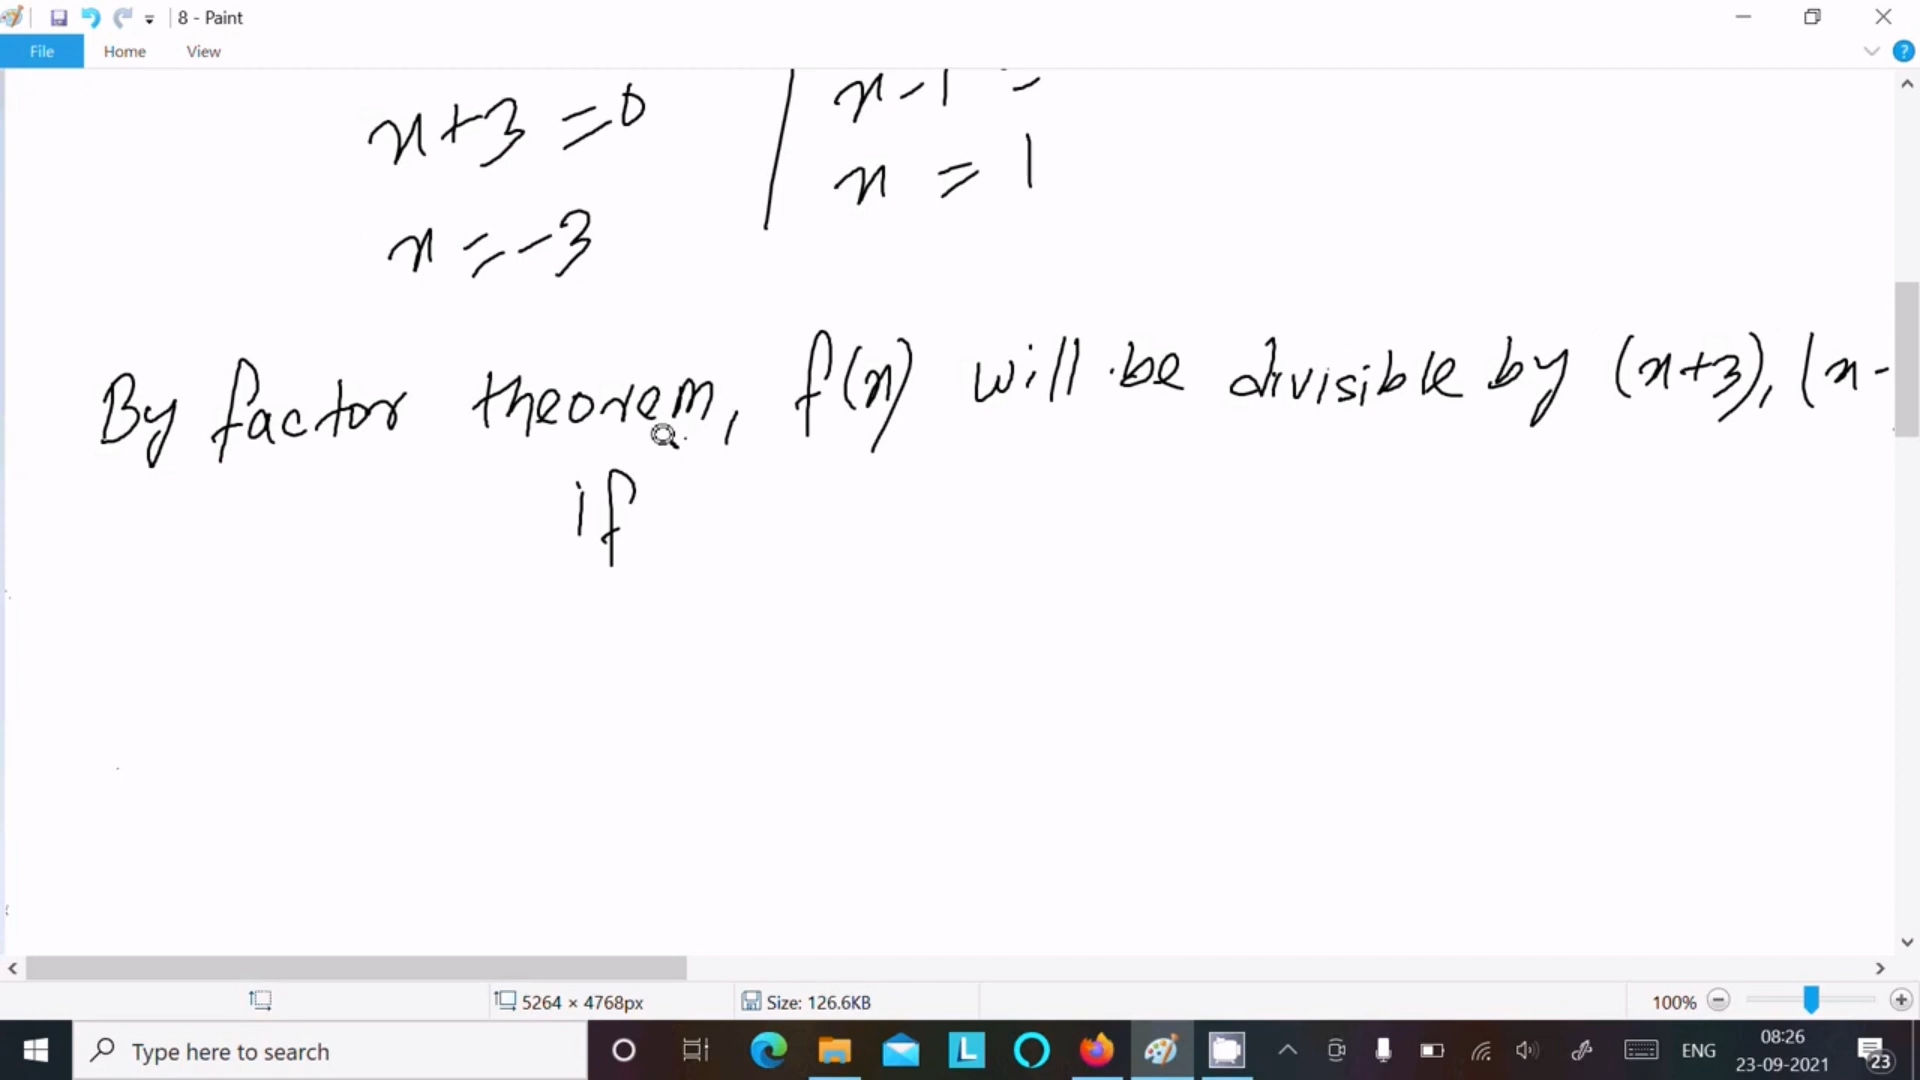 8 - Paint
File Home View
x+3 =0
x-1 =
x = 1
x = -3
By factor theorem, f(x) will be divisible by (x+3), (x-
if
5264 × 4768px
Size: 126.6KB
100%
Type here to search
ENG
08:26
23-09-2021
23